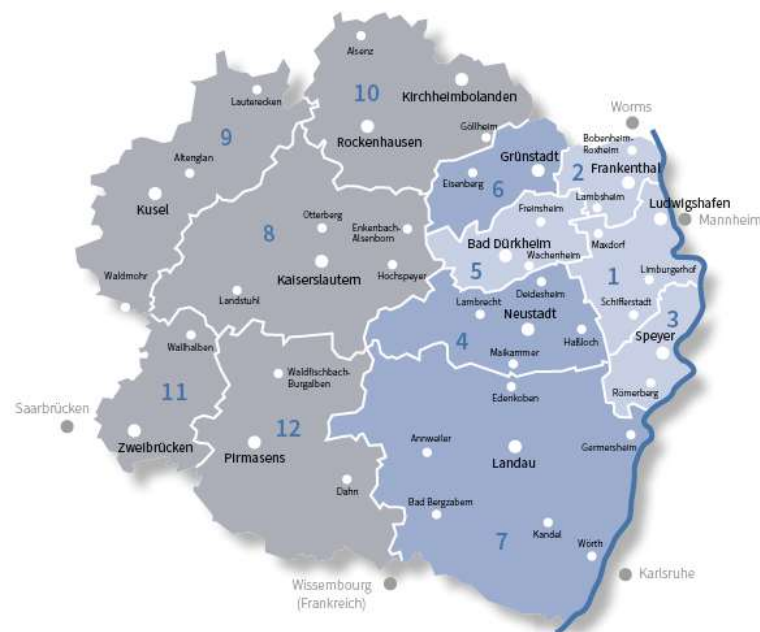 Alsenz
10
Kirchheimbolanden
Lauterecken
Göllheim
Worms
9
Rockenhausen
Bobenheim-
Roxheim
Grünstadt
2
Frankenthal
Altenglan
Eisenberg
6
Lambsheim
Ludwigshafen
Kusel
Freinsheim
Mannheim
Otterberg
Enkenbach-
Alsenborn
8
Bad Dürkheim
Maxdorf
Wachenheim
5
Kaiserslautern
Hochspeyer
1
Limburgerhof
Waldmohr
Landstuhl
Deidesheim
Lambrecht
Schifferstadt
3
Neustadt
4
Haßloch
Speyer
Wallhalben
Maikammer
Waldfischbach-
Burgalben
Römerberg
11
Edenkoben
Saarbrücken
12
Zweibrücken
Pirmasens
Annweiler
Landau
Germersheim
Dahn
Bad Bergzabern
Kandel
7
Wörth
Wissembourg
(Frankreich)
Karlsruhe